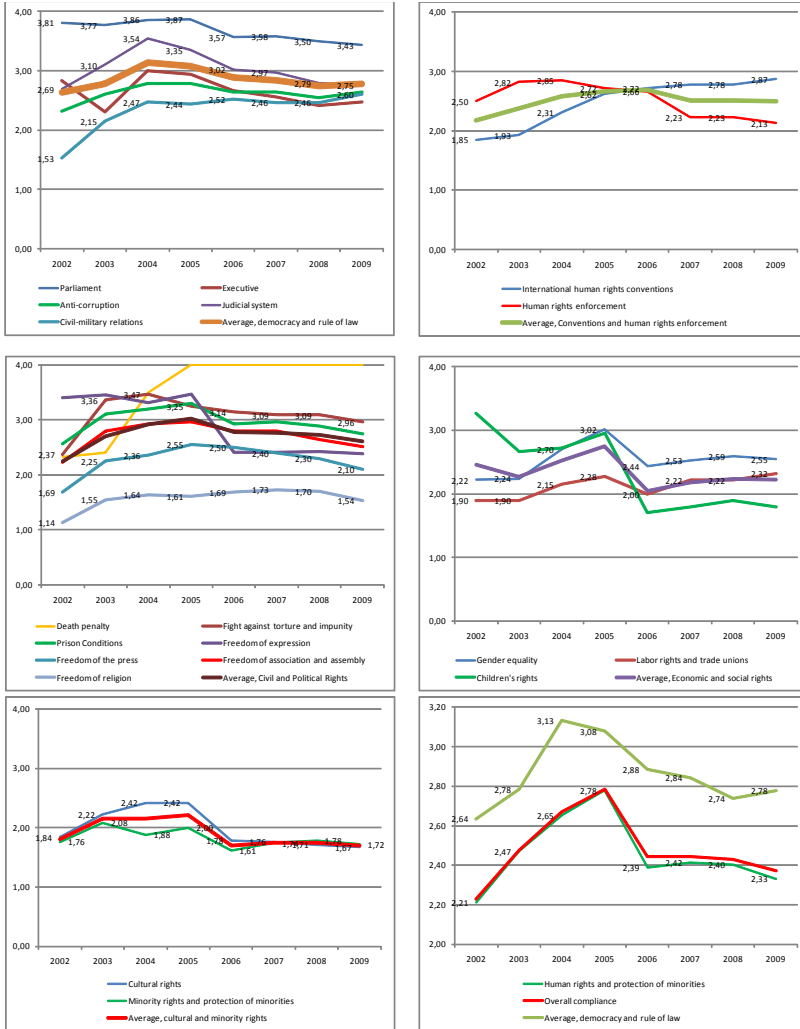 4,00
3,00
2,00
1,00
0,00
3,81 3,77 3,86 3,87 3,57 3,58 3,50 3,43
3,10 3,54 3,35 3,02 2,97 2,79 2,75
2,69 2,60
2,15 2,47 2,44 2,52 2,46 2,46
1,53
2002 2003 2004 2005 2006 2007 2008 2009
Parliament Executive
Anti-corruption Judicial system
Civil-military relations Average, democracy and rule of law
4,00
3,00
2,00
1,00
0,00
2,50 2,82 2,85 2,72 2,72 2,78 2,78 2,87
1,85 1,93 2,31 2,62 2,66 2,23 2,23 2,13
2002 2003 2004 2005 2006 2007 2008 2009
International human rights conventions
Human rights enforcement
Average, Conventions and human rights enforcement
4,00
3,00
2,00
1,00
0,00
2,37 3,36 3,47 3,25 3,14 3,09 3,09 2,96
1,69 2,25 2,36 2,55 2,50 2,40 2,30 2,10
1,14 1,55 1,64 1,61 1,69 1,73 1,70 1,54
2002 2003 2004 2005 2006 2007 2008 2009
Death penalty Fight against torture and impunity
Prison Conditions Freedom of expression
Freedom of the press Freedom of association and assembly
Freedom of religion Average, Civil and Political Rights
4,00
3,00
2,00
1,00
0,00
2,22 2,24 2,70 3,02 2,44 2,53 2,59 2,55
1,90 1,90 2,15 2,28 2,00 2,22 2,22 2,32
2002 2003 2004 2005 2006 2007 2008 2009
Gender equality Labor rights and trade unions
Children's rights Average, Economic and social rights
4,00
3,00
2,00
1,00
0,00
1,84 2,22 2,42 2,42 1,78 1,76 1,71 1,67
1,76 2,08 1,88 1,61 1,78 1,72
2002 2003 2004 2005 2006 2007 2008 2009
Cultural rights
Minority rights and protection of minorities
Average, cultural and minority rights
3,20
3,00
2,80
2,60
2,40
2,20
2,00
2,64 2,78 3,13 3,08 2,88 2,84 2,74 2,78
2,21 2,47 2,65 2,78 2,39 2,42 2,40 2,33
2002 2003 2004 2005 2006 2007 2008 2009
Human rights and protection of minorities
Overall compliance
Average, democracy and rule of law